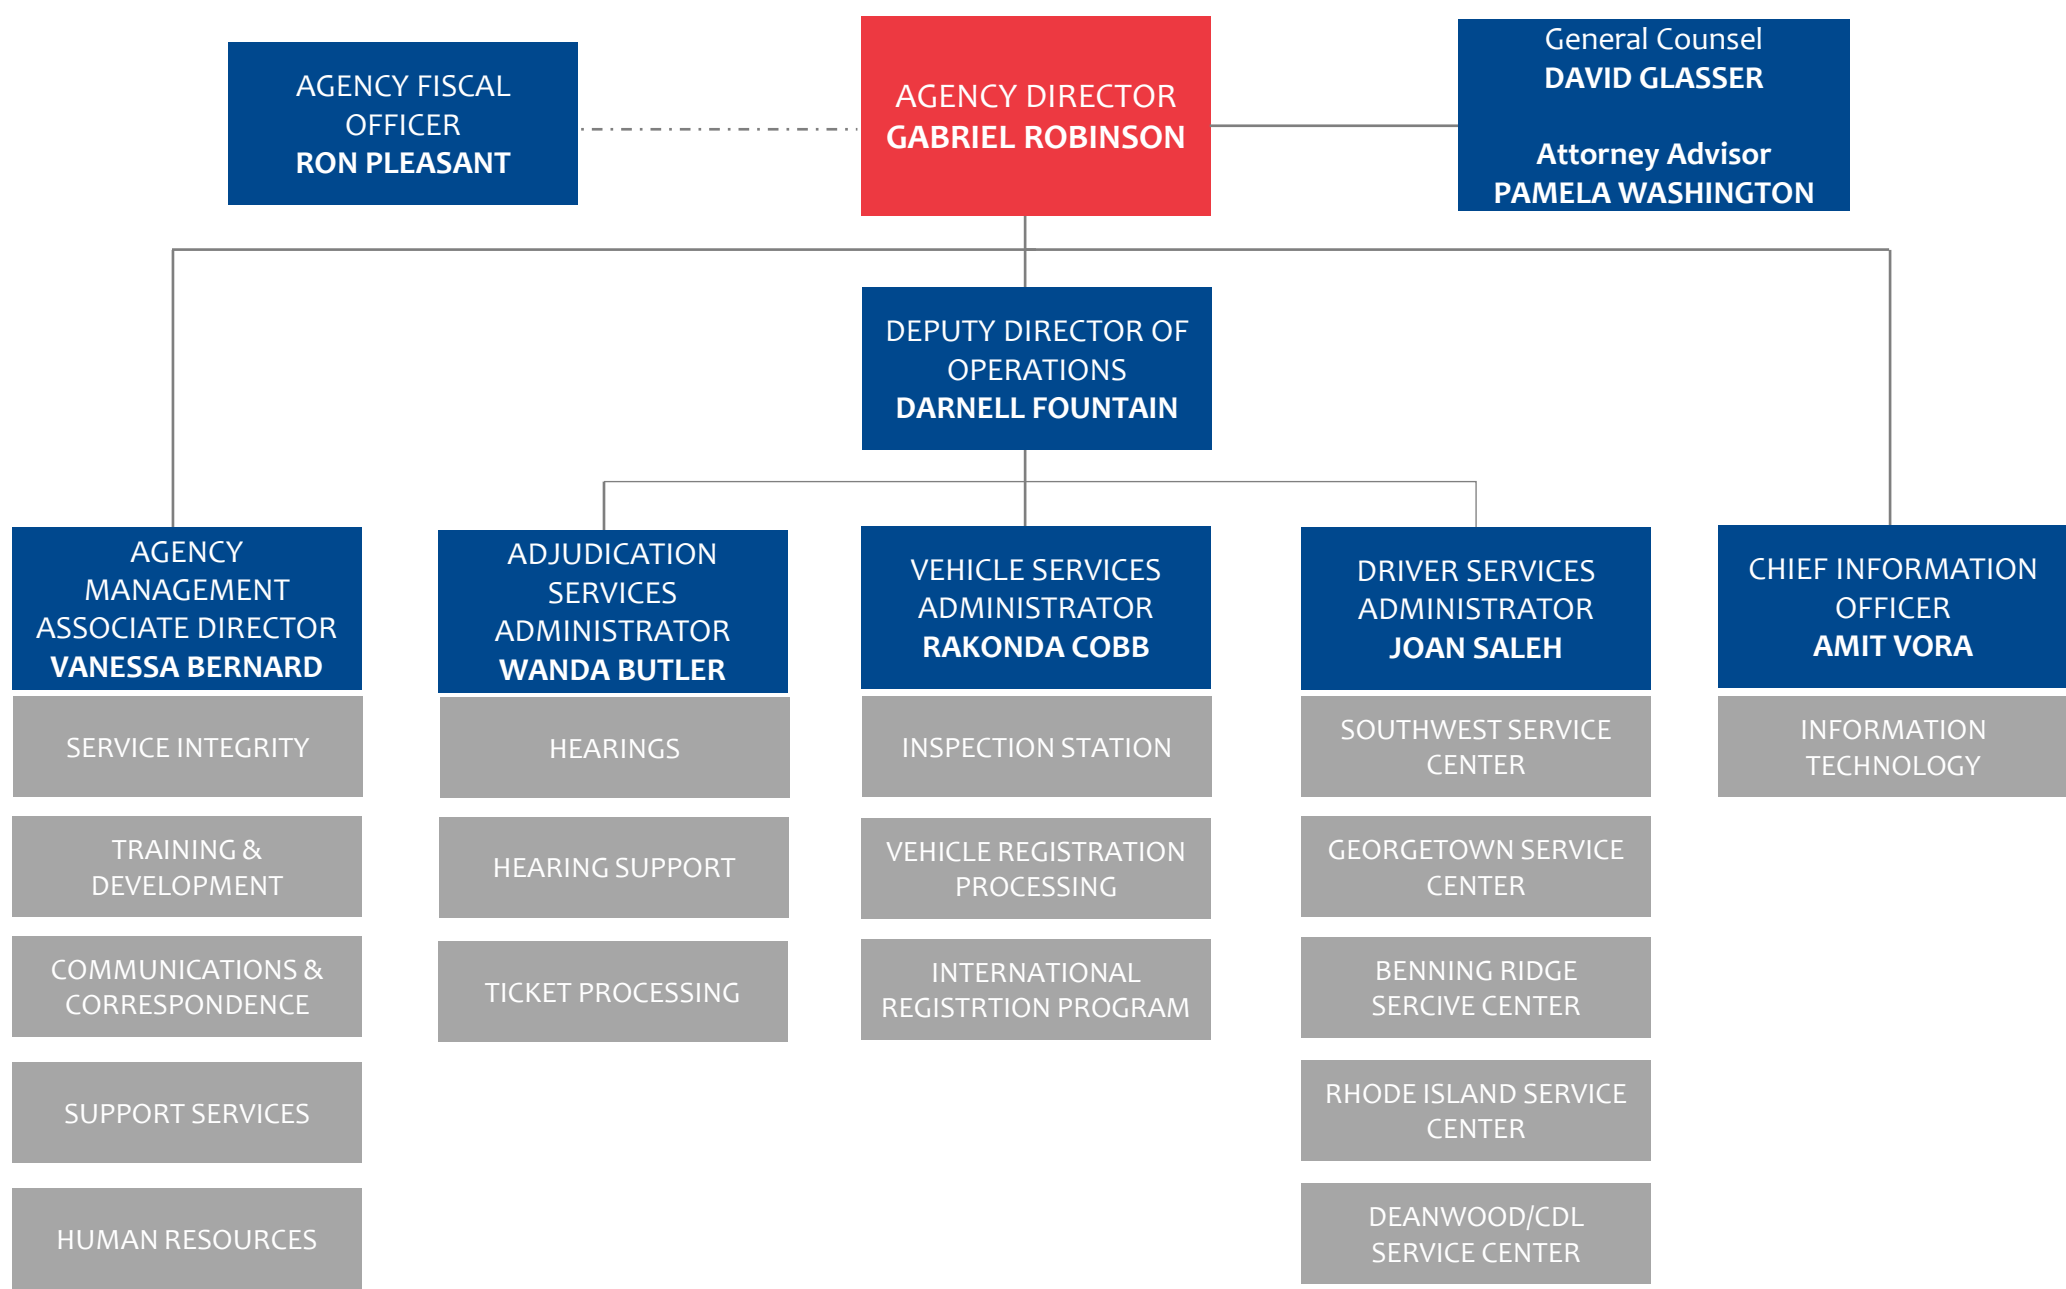 AGENCY FISCAL
OFFICER
RON PLEASANT
AGENCY DIRECTOR
GABRIEL ROBINSON
General Counsel
DAVID GLASSER
Attorney Advisor
PAMELA WASHINGTON
DEPUTY DIRECTOR OF
OPERATIONS
DARNELL FOUNTAIN
AGENCY
MANAGEMENT
ASSOCIATE DIRECTOR
VANESSA BERNARD
SERVICE INTEGRITY
TRAINING &
DEVELOPMENT
COMMUNICATIONS &
CORRESPONDENCE
SUPPORT SERVICES
HUMAN RESOURCES
ADJUDICATION
SERVICES
ADMINISTRATOR
WANDA BUTLER
HEARINGS
HEARING SUPPORT
TICKET PROCESSING
VEHICLE SERVICES
ADMINISTRATOR
RAKONDA COBB
INSPECTION STATION
VEHICLE REGISTRATION
PROCESSING
INTERNATIONAL
REGISTRTION PROGRAM
DRIVER SERVICES
ADMINISTRATOR
JOAN SALEH
SOUTHWEST SERVICE
CENTER
GEORGETOWN SERVICE
CENTER
BENNING RIDGE
SERCIVE CENTER
RHODE ISLAND SERVICE
CENTER
DEANWOOD/CDL
SERVICE CENTER
CHIEF INFORMATION
OFFICER
AMIT VORA
INFORMATION
TECHNOLOGY